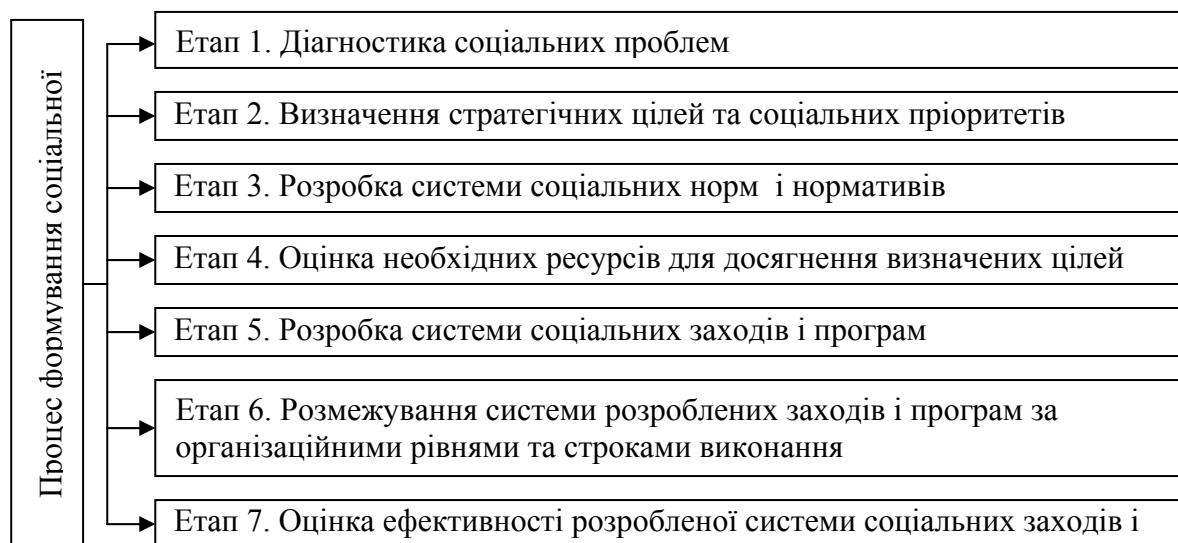 Процес формування соціальної
Етап 1. Діагностика соціальних проблем
Етап 2. Визначення стратегічних цілей та соціальних пріоритетів
Етап 3. Розробка системи соціальних норм і нормативів
Етап 4. Оцінка необхідних ресурсів для досягнення визначених цілей
Етап 5. Розробка системи соціальних заходів і програм
Етап 6. Розмежування системи розроблених заходів і програм за
організаційними рівнями та строками виконання
Етап 7. Оцінка ефективності розробленої системи соціальних заходів і